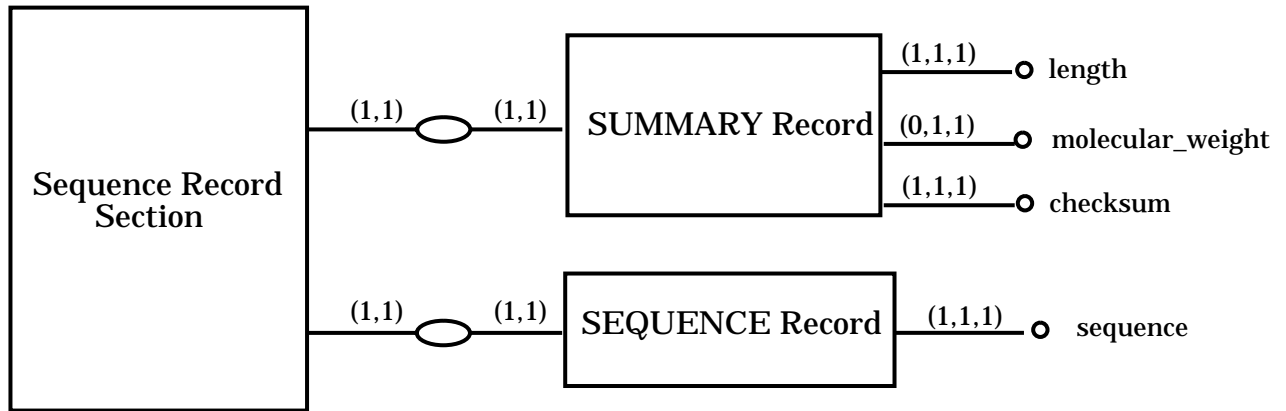 Sequence Record
Section
(1,1)
(1,1)
SUMMARY Record
(1,1,1)
length
(0,1,1)
molecular_weight
(1,1,1)
checksum
(1,1)
(1,1)
SEQUENCE Record
(1,1,1)
sequence